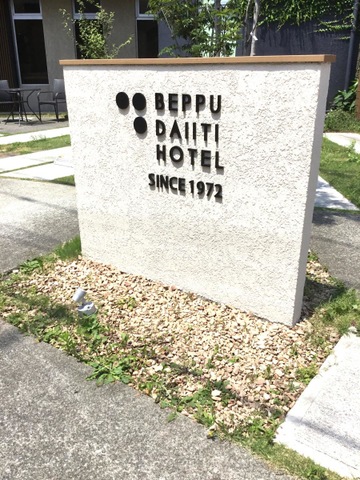 BEPPU
DAIITI
HOTEL
SINCE 1972